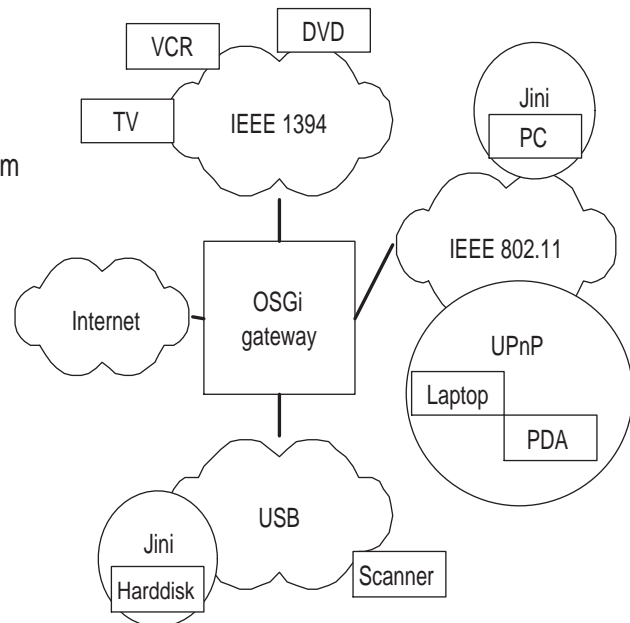 DVD
VCR
TV
IEEE 1394
Jini
PC
m
IEEE 802.11
OSGi
gateway
Internet
UPnP
Laptop
PDA
USB
Jini
Harddisk
Scanner